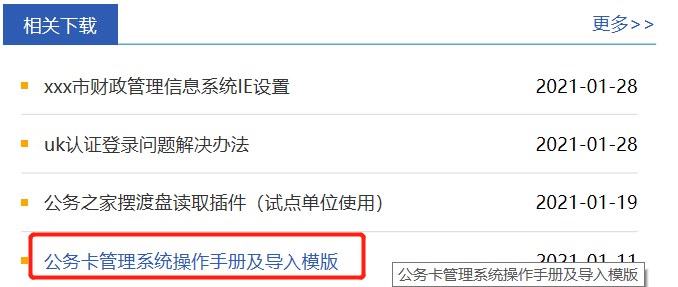 相关下载 更多>>
xxx市财政管理信息系统IE设置 2021-01-28
uk认证登录问题解决办法 2021-01-28
公务之家摆渡盘读取插件（试点单位使用） 2021-01-19
公务卡管理系统操作手册及导入模版 2021-01-11
公务卡管理系统操作手册及导入模版